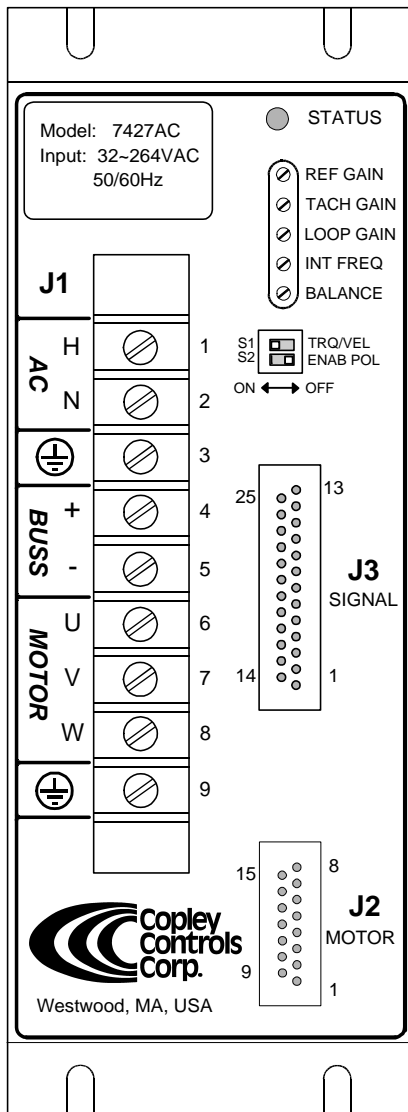 Model: 7427AC
Input: 32~264VAC
50/60Hz
STATUS
REF GAIN
TACH GAIN
LOOP GAIN
INT FREQ
BALANCE
J1
S1 TRQ/VEL
S2 ENAB POL
ON OFF
AC
H 1
N 2
3
BUSS
+ 4
- 5
MOTOR
U 6
V 7
W 8
9
25 13
J3
SIGNAL
14 1
15 8
J2
MOTOR
9 1
Copley
Controls
Corp.
Westwood, MA, USA